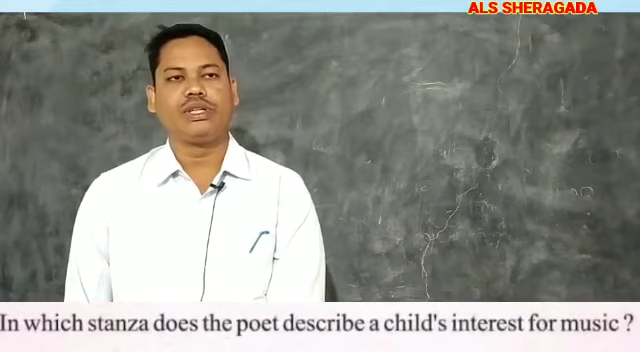 ALS SHERAGADA
In which stanza does the poet describe a child's interest for music ?